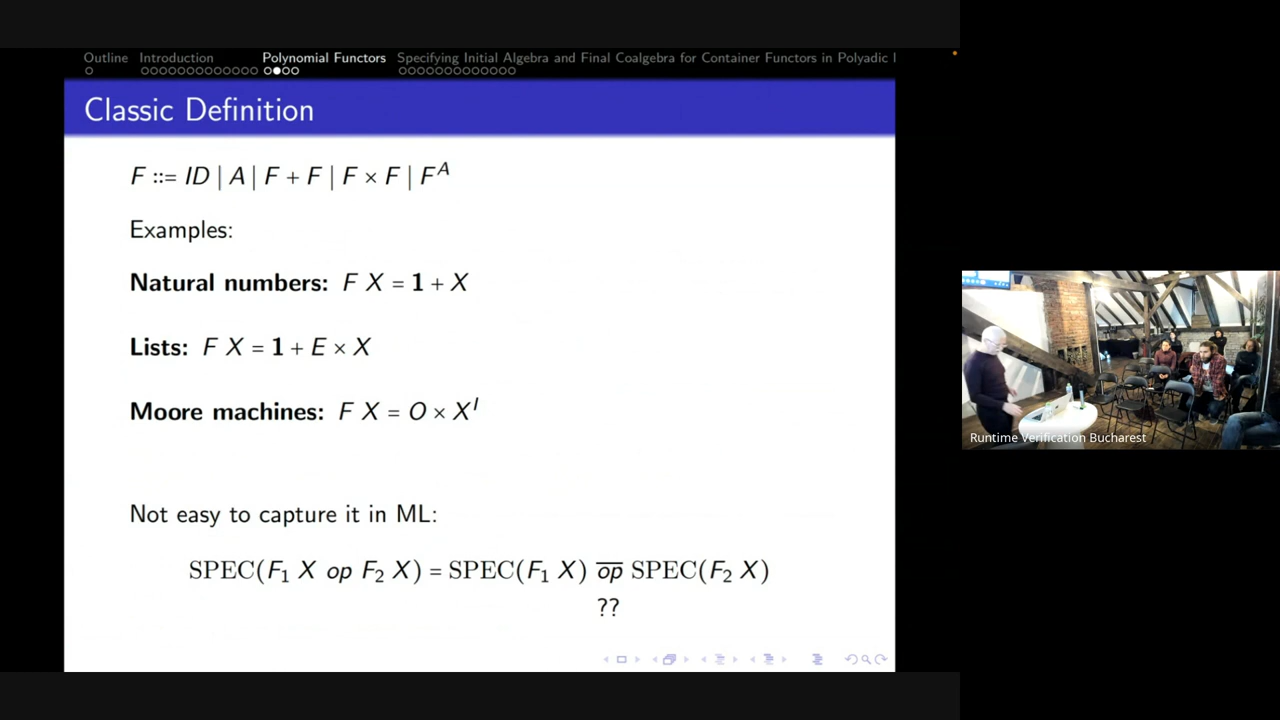 Outline Introduction Polynomial Functors Specifying Initial Algebra and Final Coalgebra for Container Functors in Polyadic
Classic Definition
F ::= ID | A | F + F | F × F | F^A
Examples:
Natural numbers: F X = 1 + X
Lists: F X = 1 + E × X
Moore machines: F X = O × X^I
Not easy to capture it in ML:
SPEC(F₁ X op F₂ X) = SPEC(F₁ X) o̅p̅ SPEC(F₂ X)
??
Runtime Verification Bucharest